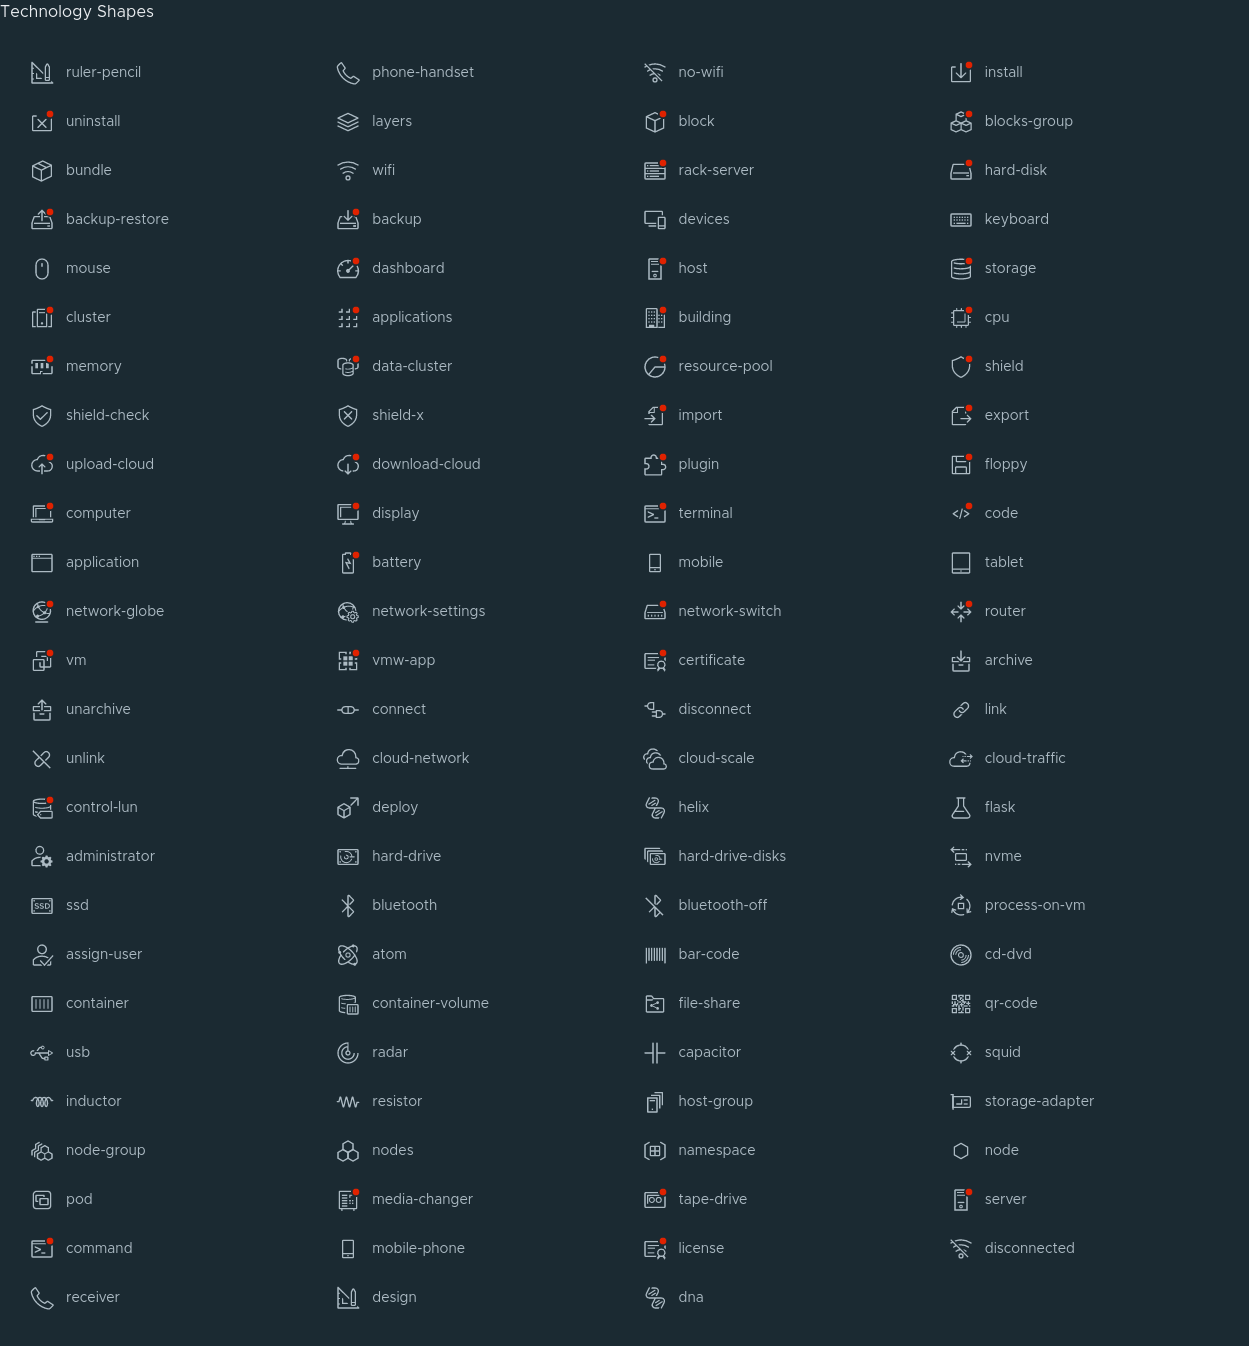 Technology Shapes
ruler-pencil phone-handset no-wifi install
uninstall layers block blocks-group
bundle wifi rack-server hard-disk
backup-restore backup devices keyboard
mouse dashboard host storage
cluster applications building cpu
memory data-cluster resource-pool shield
shield-check shield-x import export
upload-cloud download-cloud plugin floppy
computer display terminal code
application battery mobile tablet
network-globe network-settings network-switch router
vm vmw-app certificate archive
unarchive connect disconnect link
unlink cloud-network cloud-scale cloud-traffic
control-lun deploy helix flask
administrator hard-drive hard-drive-disks nvme
SSD ssd bluetooth bluetooth-off process-on-vm
assign-user atom bar-code cd-dvd
container container-volume file-share qr-code
usb radar capacitor squid
inductor resistor host-group storage-adapter
node-group nodes namespace node
pod media-changer tape-drive server
command mobile-phone license disconnected
receiver design dna